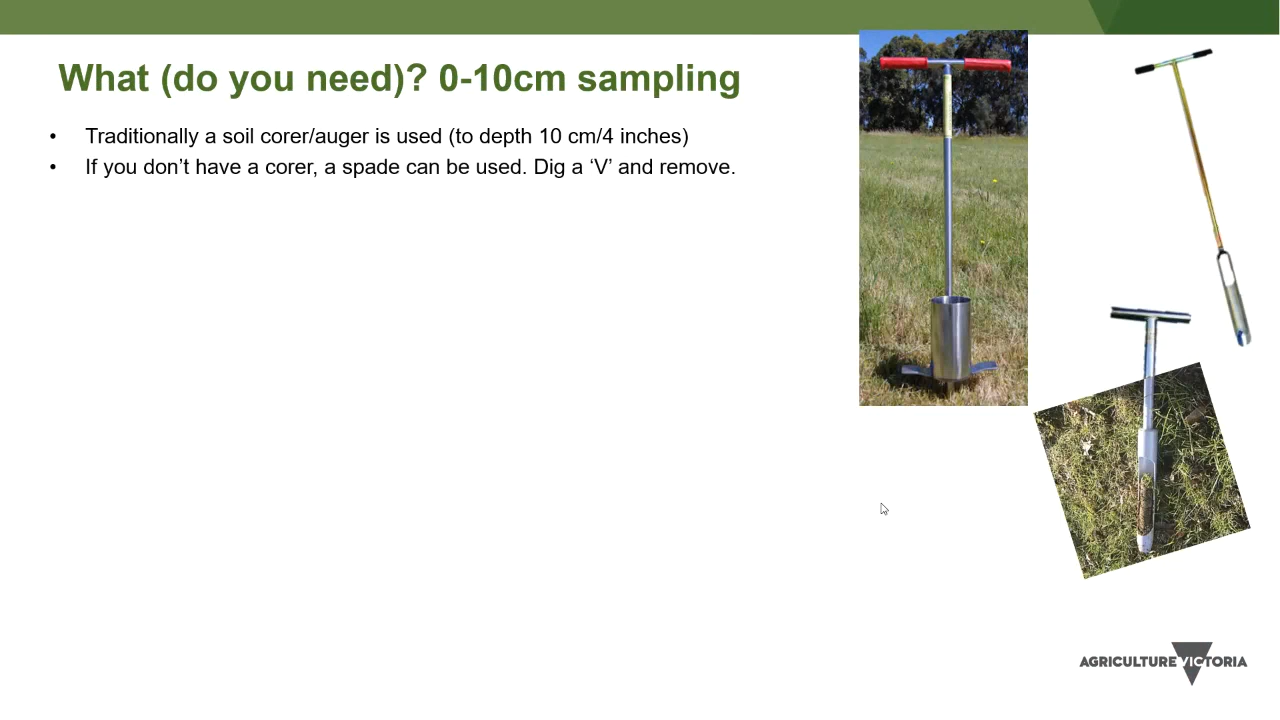 What (do you need)? 0-10cm sampling
• Traditionally a soil corer/auger is used (to depth 10 cm/4 inches)
• If you don’t have a corer, a spade can be used. Dig a ‘V’ and remove.
AGRICULTURE VICTORIA